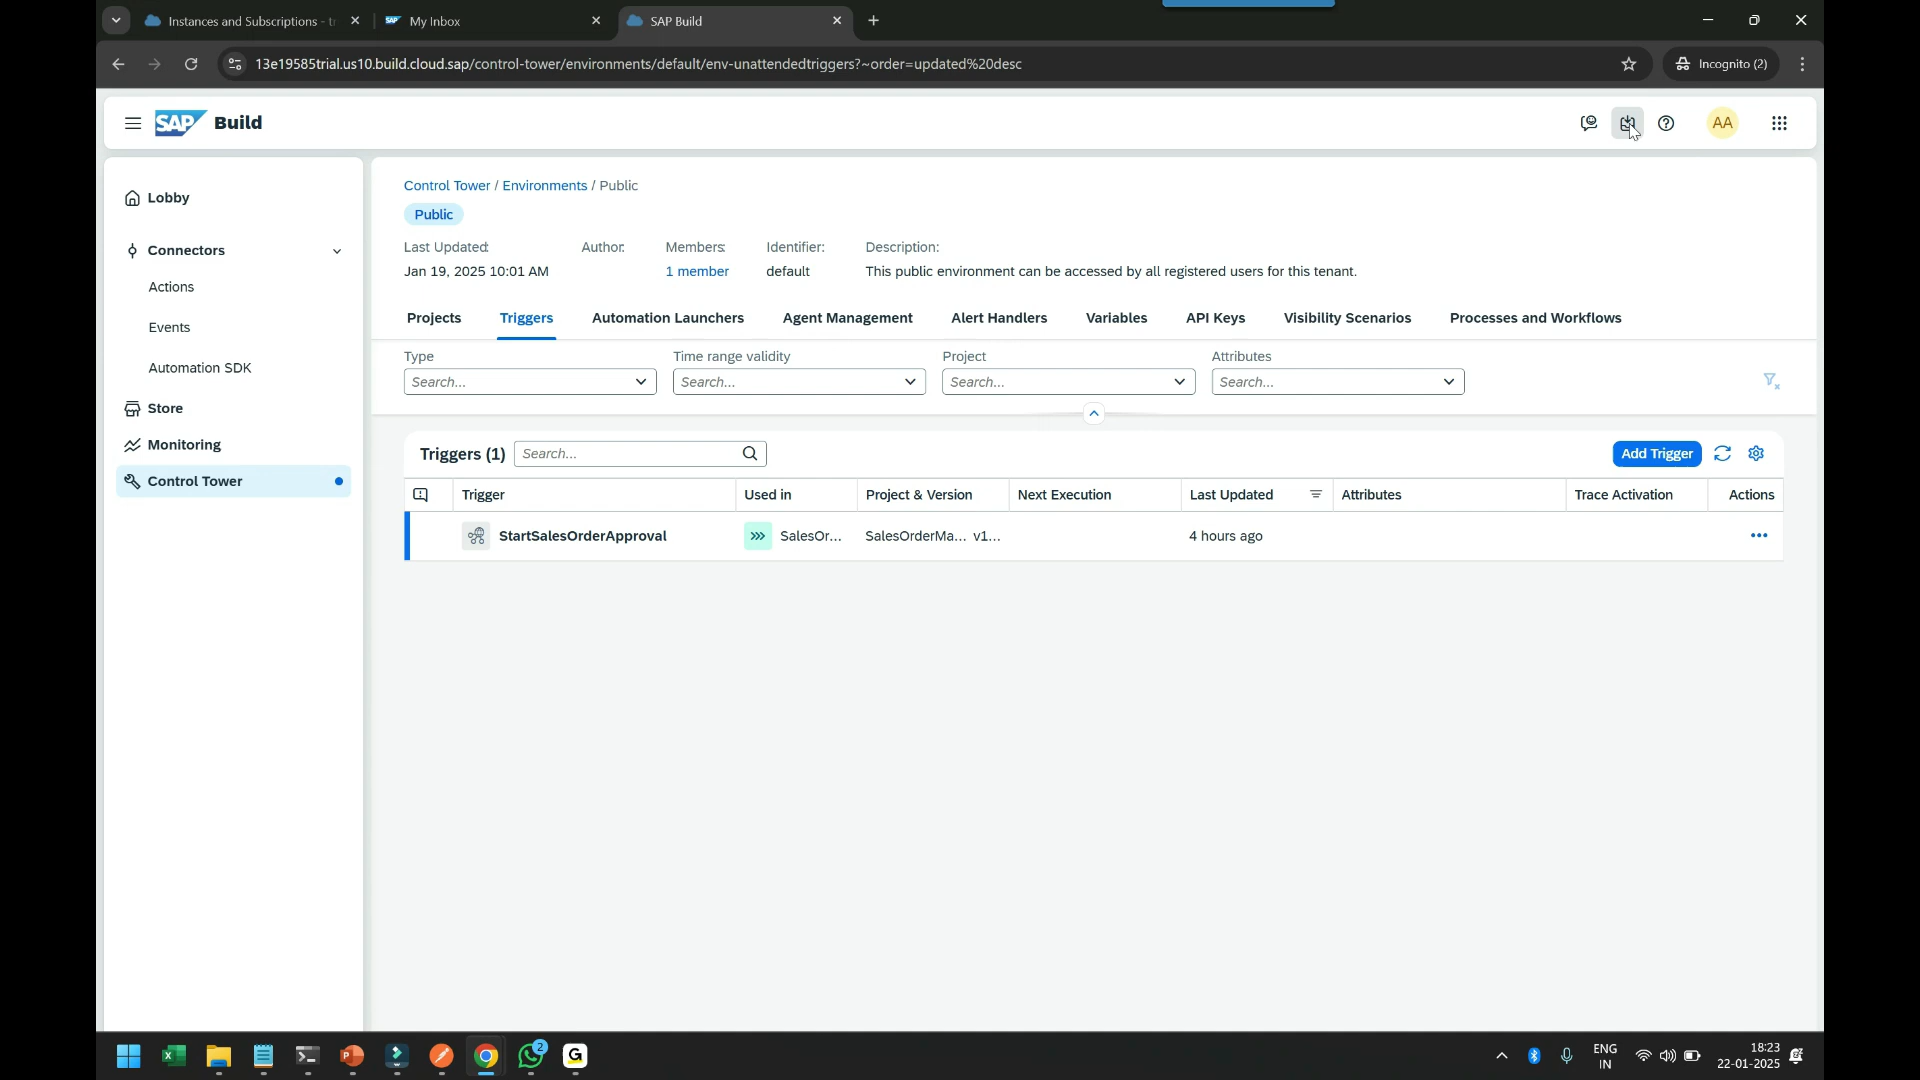 Instances and Subscriptions - tr
My Inbox
SAP Build
13e19585trial.us10.build.cloud.sap/control-tower/environments/default/env-unattendedtriggers?~order=updated%20desc
Incognito (2)
SAP Build
AA
Lobby
Connectors
Actions
Events
Automation SDK
Store
Monitoring
Control Tower
Control Tower / Environments / Public
Public
Last Updated: Author: Members: Identifier: Description:
Jan 19, 2025 10:01 AM 1 member default This public environment can be accessed by all registered users for this tenant.
Projects Triggers Automation Launchers Agent Management Alert Handlers Variables API Keys Visibility Scenarios Processes and Workflows
Type Time range validity Project Attributes
Search... Search... Search... Search...
Triggers (1) Search... Add Trigger
Trigger Used in Project & Version Next Execution Last Updated Attributes Trace Activation Actions
StartSalesOrderApproval SalesOr... SalesOrderMa... v1... 4 hours ago
2
ENG
IN
18:23
22-01-2025